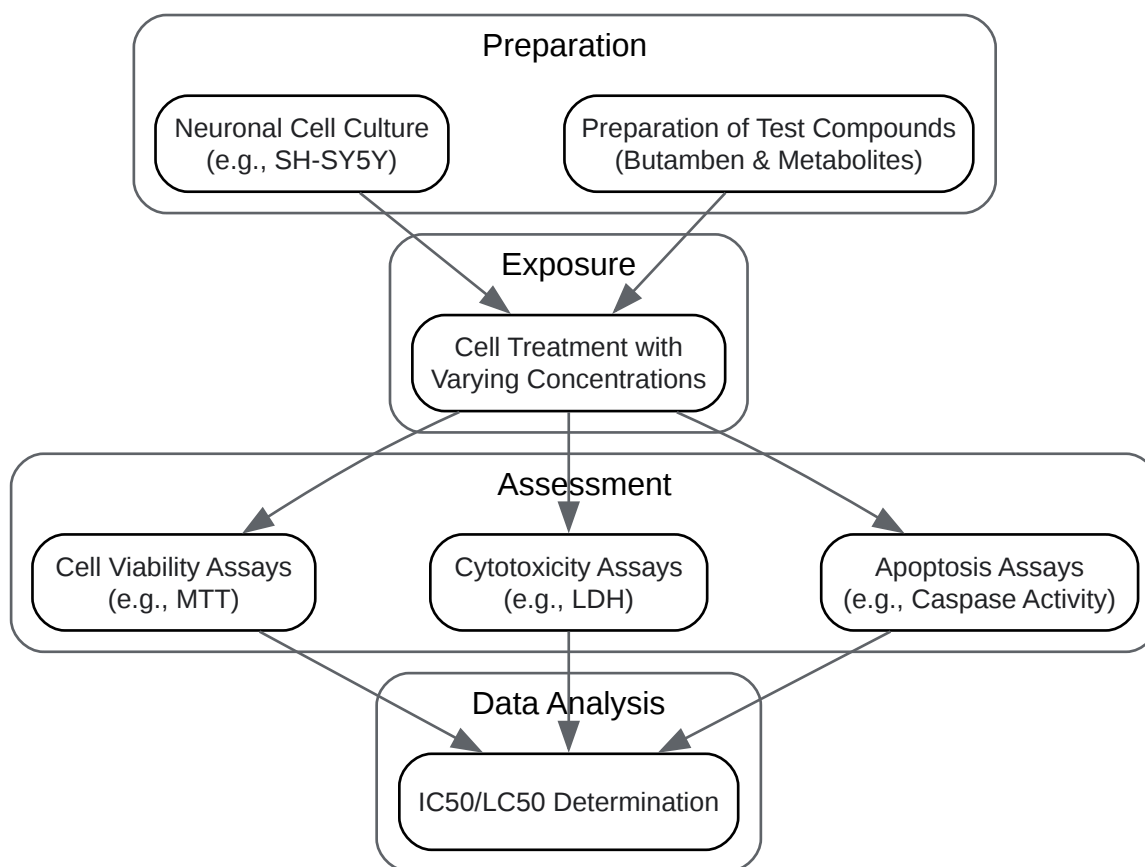 Preparation
Neuronal Cell Culture
(e.g., SH-SY5Y)
Preparation of Test Compounds
(Butamben & Metabolites)
Exposure
Cell Treatment with
Varying Concentrations
Assessment
Cell Viability Assays
(e.g., MTT)
Cytotoxicity Assays
(e.g., LDH)
Apoptosis Assays
(e.g., Caspase Activity)
Data Analysis
IC50/LC50 Determination